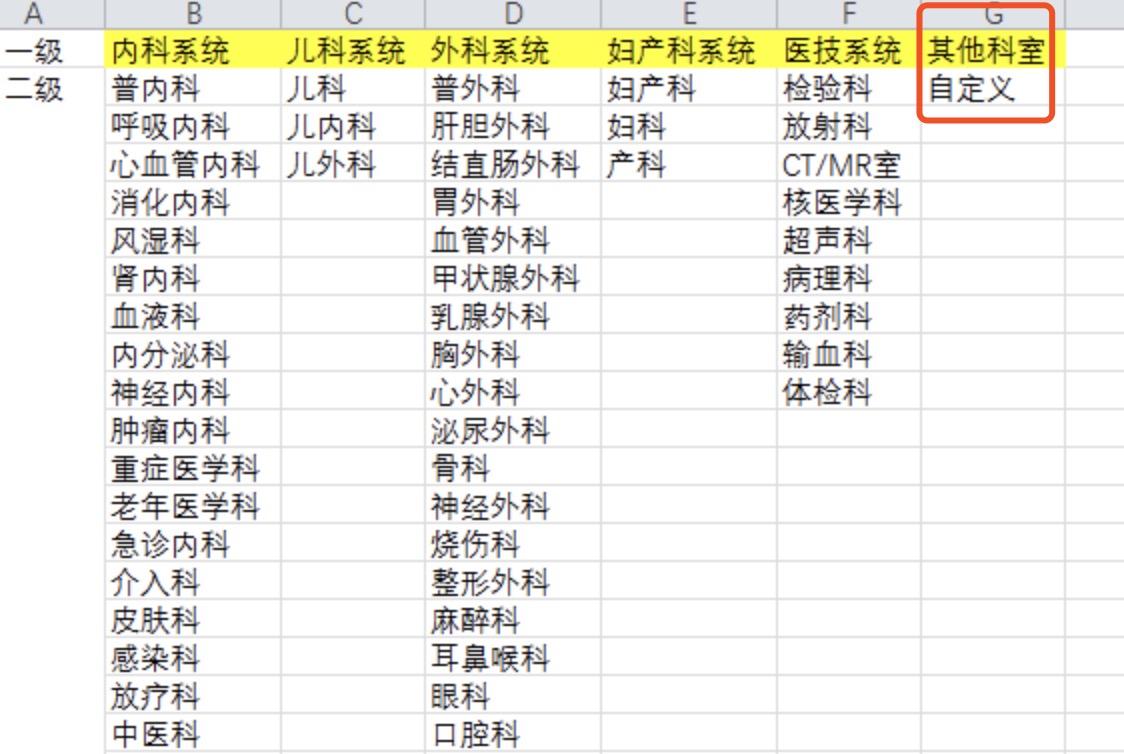 A B C D E F G
一级 内科系统 儿科系统 外科系统 妇产科系统 医技系统 其他科室
二级 普内科 儿科 普外科 妇产科 检验科 自定义
呼吸内科 儿内科 肝胆外科 妇科 放射科
心血管内科 儿外科 结直肠外科 产科 CT/MR室
消化内科 胃外科 核医学科
风湿科 血管外科 超声科
肾内科 甲状腺外科 病理科
血液科 乳腺外科 药剂科
内分泌科 胸外科 输血科
神经内科 心外科 体检科
肿瘤内科 泌尿外科
重症医学科 骨科
老年医学科 神经外科
急诊内科 烧伤科
介入科 整形外科
皮肤科 麻醉科
感染科 耳鼻喉科
放疗科 眼科
中医科 口腔科